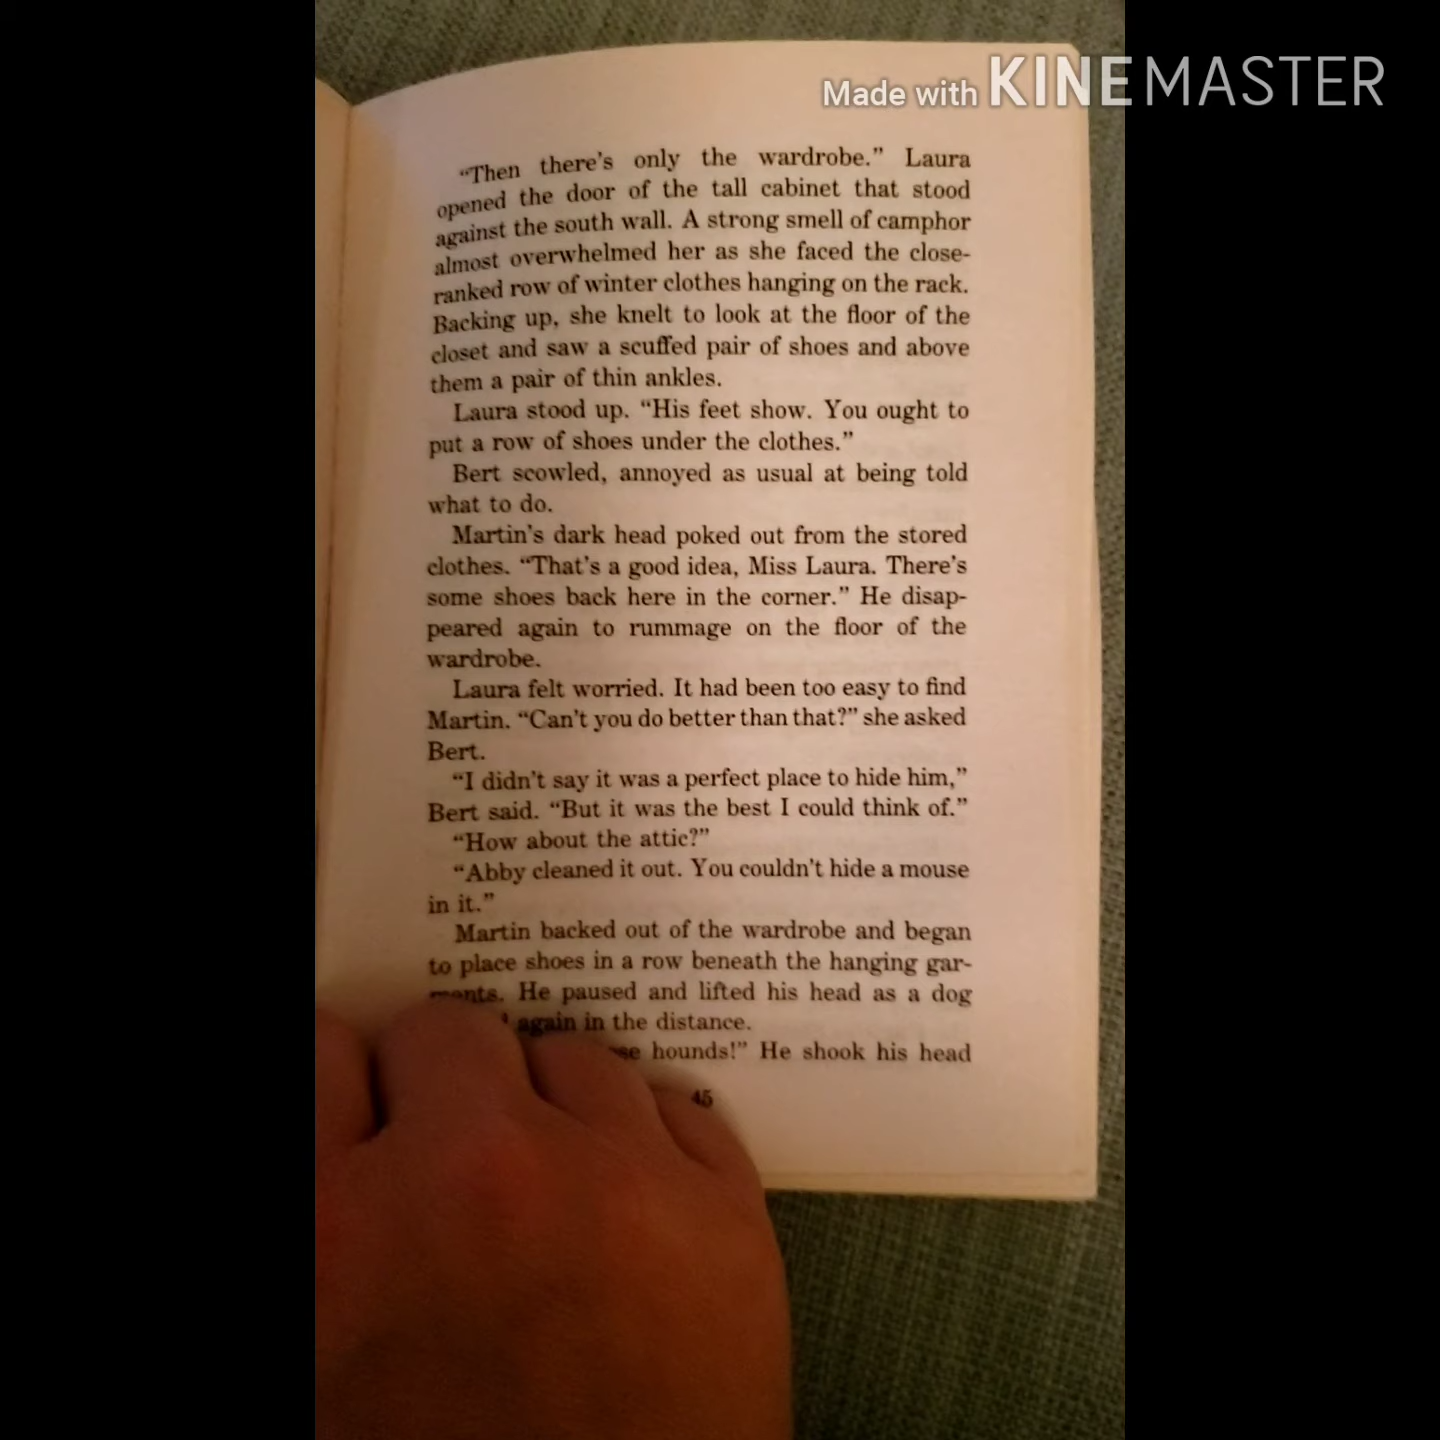 Made with KINEMASTER
“Then there’s only the wardrobe.” Laura
opened the door of the tall cabinet that stood
against the south wall. A strong smell of camphor
almost overwhelmed her as she faced the close-
ranked row of winter clothes hanging on the rack.
Backing up, she knelt to look at the floor of the
closet and saw a scuffed pair of shoes and above
them a pair of thin ankles.
Laura stood up. “His feet show. You ought to
put a row of shoes under the clothes.”
Bert scowled, annoyed as usual at being told
what to do.
Martin’s dark head poked out from the stored
clothes. “That’s a good idea, Miss Laura. There’s
some shoes back here in the corner.” He disap-
peared again to rummage on the floor of the
wardrobe.
Laura felt worried. It had been too easy to find
Martin. “Can’t you do better than that?” she asked
Bert.
“I didn’t say it was a perfect place to hide him,”
Bert said. “But it was the best I could think of.”
“How about the attic?”
“Abby cleaned it out. You couldn’t hide a mouse
in it.”
Martin backed out of the wardrobe and began
to place shoes in a row beneath the hanging gar-
ments. He paused and lifted his head as a dog
again in the distance.
hounds!” He shook his head
45